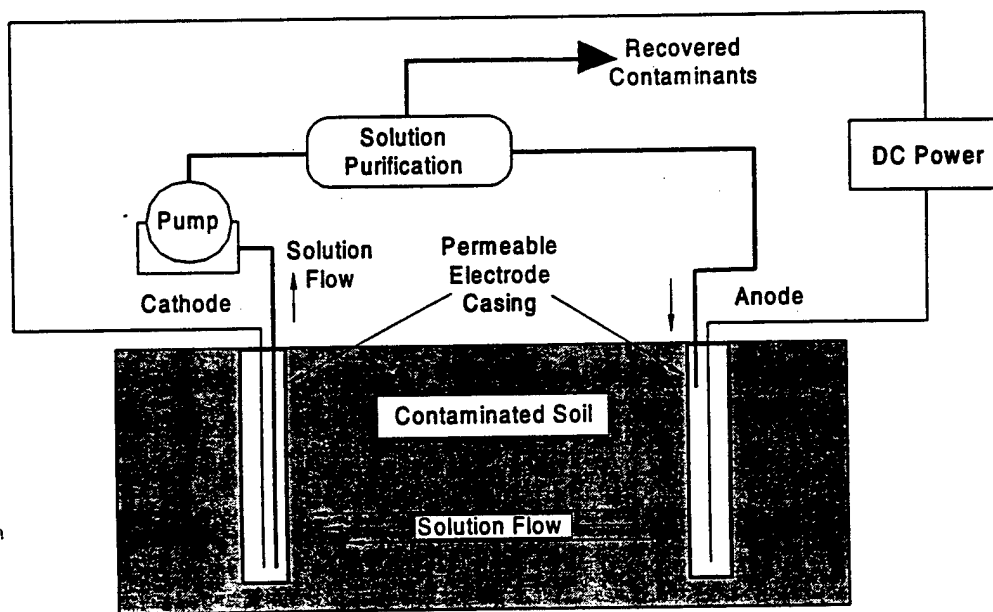 Recovered
Contaminants
Solution
Purification
DC Power
Pump
Solution
Flow
Permeable
Electrode
Casing
Cathode
Anode
Contaminated Soil
Solution Flow